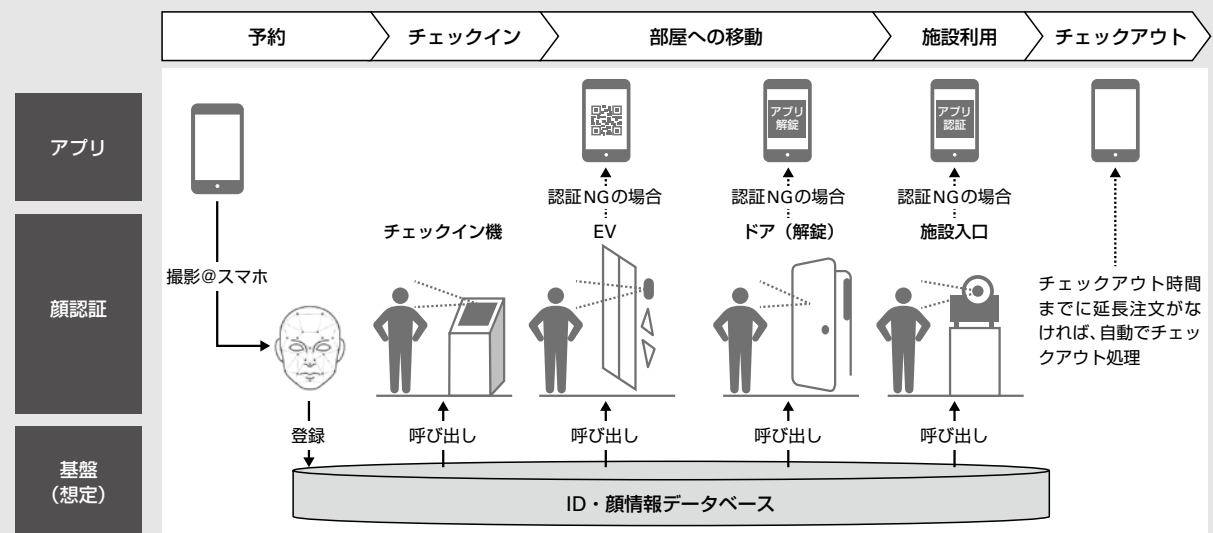 予約
チェックイン
部屋への移動
施設利用
チェックアウト
アプリ
アプリ
解錠
アプリ
認証
認証NGの場合
認証NGの場合
認証NGの場合
顔認証
撮影@スマホ
チェックイン機
EV
ドア（解錠）
施設入口
チェックアウト時間
までに延長注文がな
ければ、自動でチェッ
クアウト処理
登録
呼び出し
呼び出し
呼び出し
呼び出し
基盤
（想定）
ID・顔情報データベース